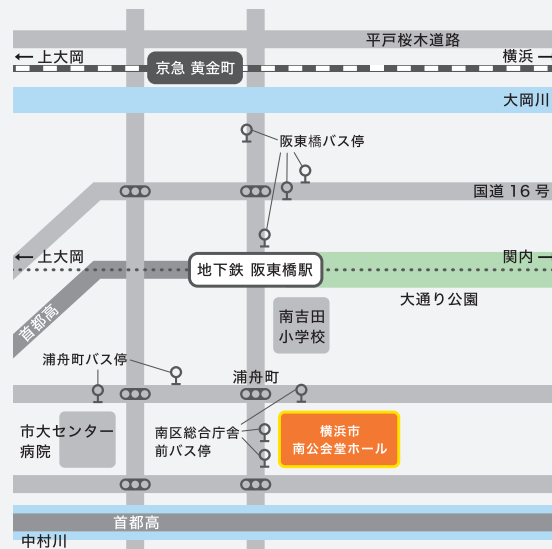 平戸桜木道路
← 上大岡
横浜 →
京急 黄金町
大岡川
阪東橋バス停
国道16号
← 上大岡
関内 →
地下鉄 阪東橋駅
大通り公園
首都高
南吉田
小学校
浦舟町バス停
浦舟町
市大センター
病院
南区総合庁舎
前バス停
横浜市
南公会堂ホール
首都高
中村川